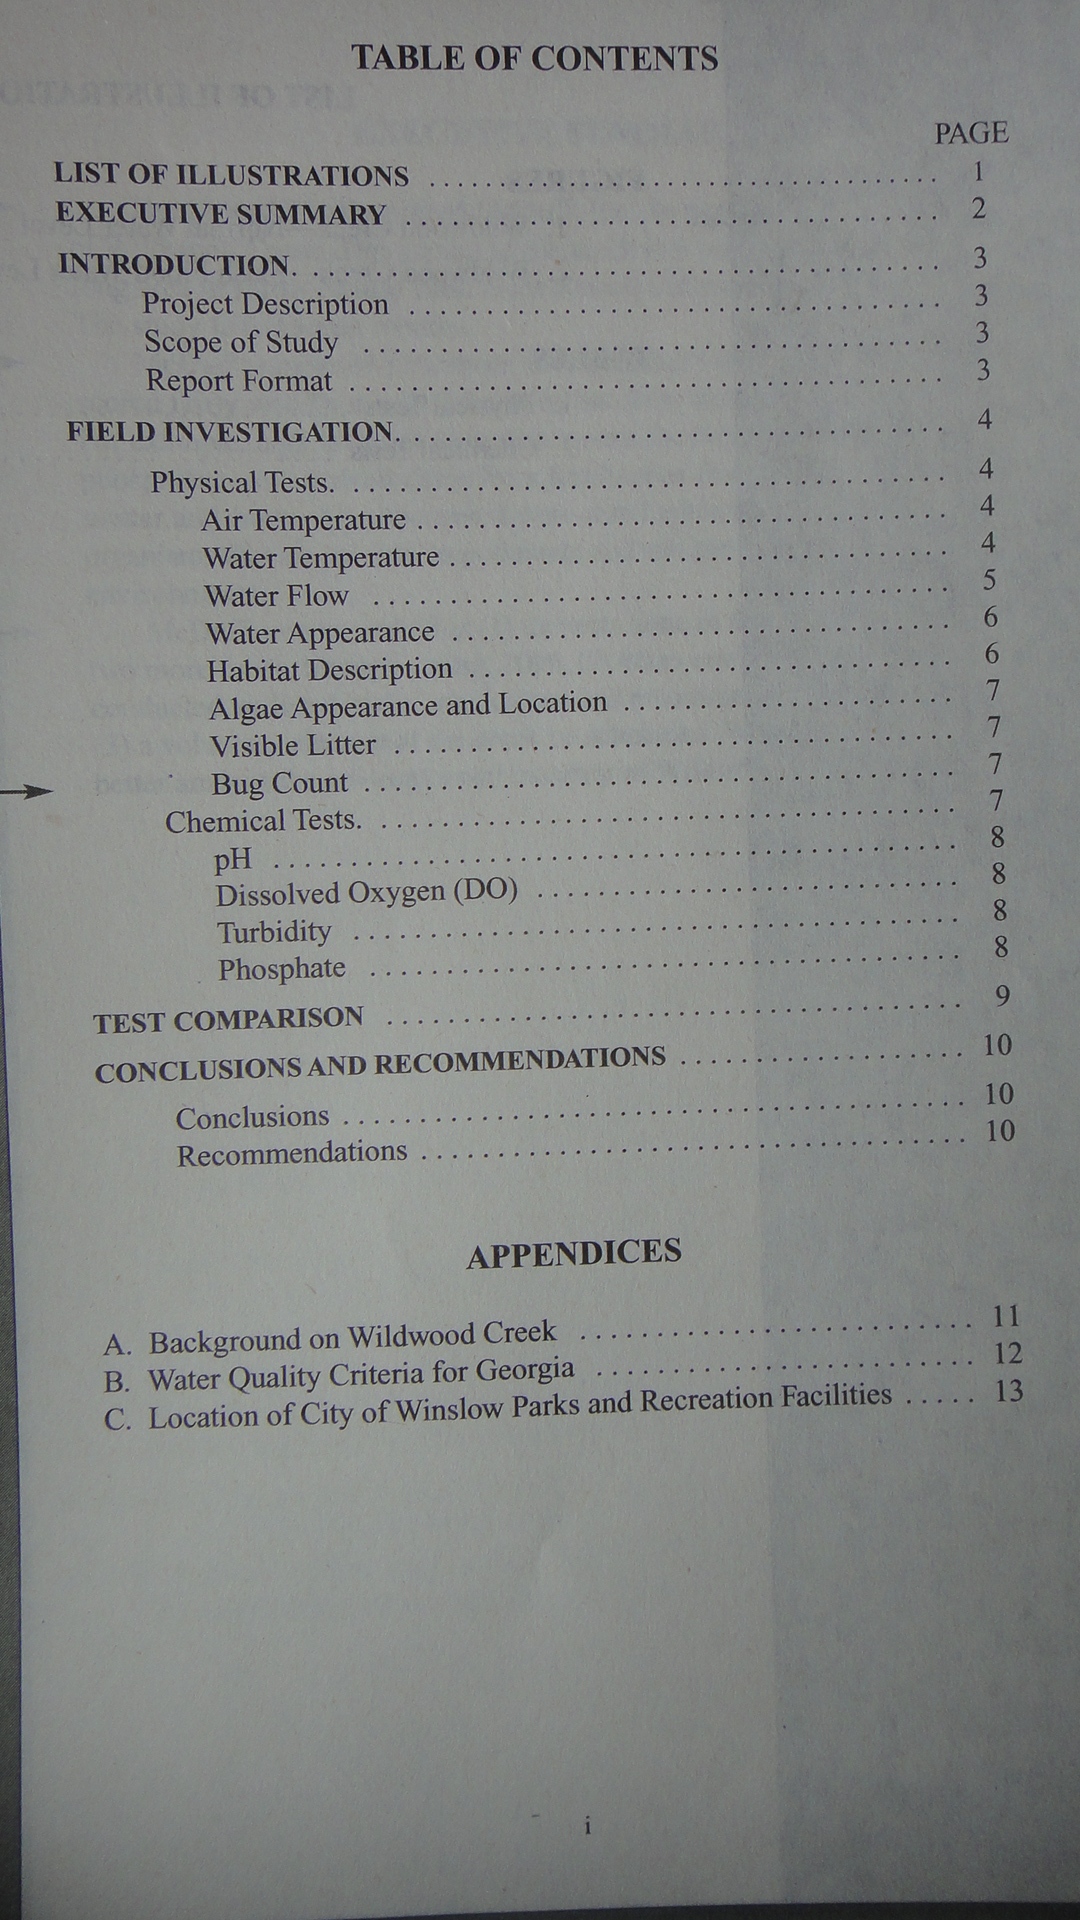 TABLE OF CONTENTS
PAGE
LIST OF ILLUSTRATIONS ........................................ 1
EXECUTIVE SUMMARY ........................................ 2
INTRODUCTION. ........................................ 3
Project Description ........................................ 3
Scope of Study ........................................ 3
Report Format ........................................ 3
FIELD INVESTIGATION. ........................................ 4
Physical Tests. ........................................ 4
Air Temperature ........................................ 4
Water Temperature ........................................ 4
Water Flow ........................................ 5
Water Appearance ........................................ 6
Habitat Description ........................................ 6
Algae Appearance and Location ........................ 7
Visible Litter ........................................ 7
Bug Count ........................................ 7
Chemical Tests. ........................................ 7
pH ........................................ 8
Dissolved Oxygen (DO) ........................................ 8
Turbidity ........................................ 8
Phosphate ........................................ 8
TEST COMPARISON ........................................ 9
CONCLUSIONS AND RECOMMENDATIONS .................... 10
Conclusions ........................................ 10
Recommendations ........................................ 10
APPENDICES
A. Background on Wildwood Creek ............................ 11
B. Water Quality Criteria for Georgia ............................ 12
C. Location of City of Winslow Parks and Recreation Facilities ..... 13
i